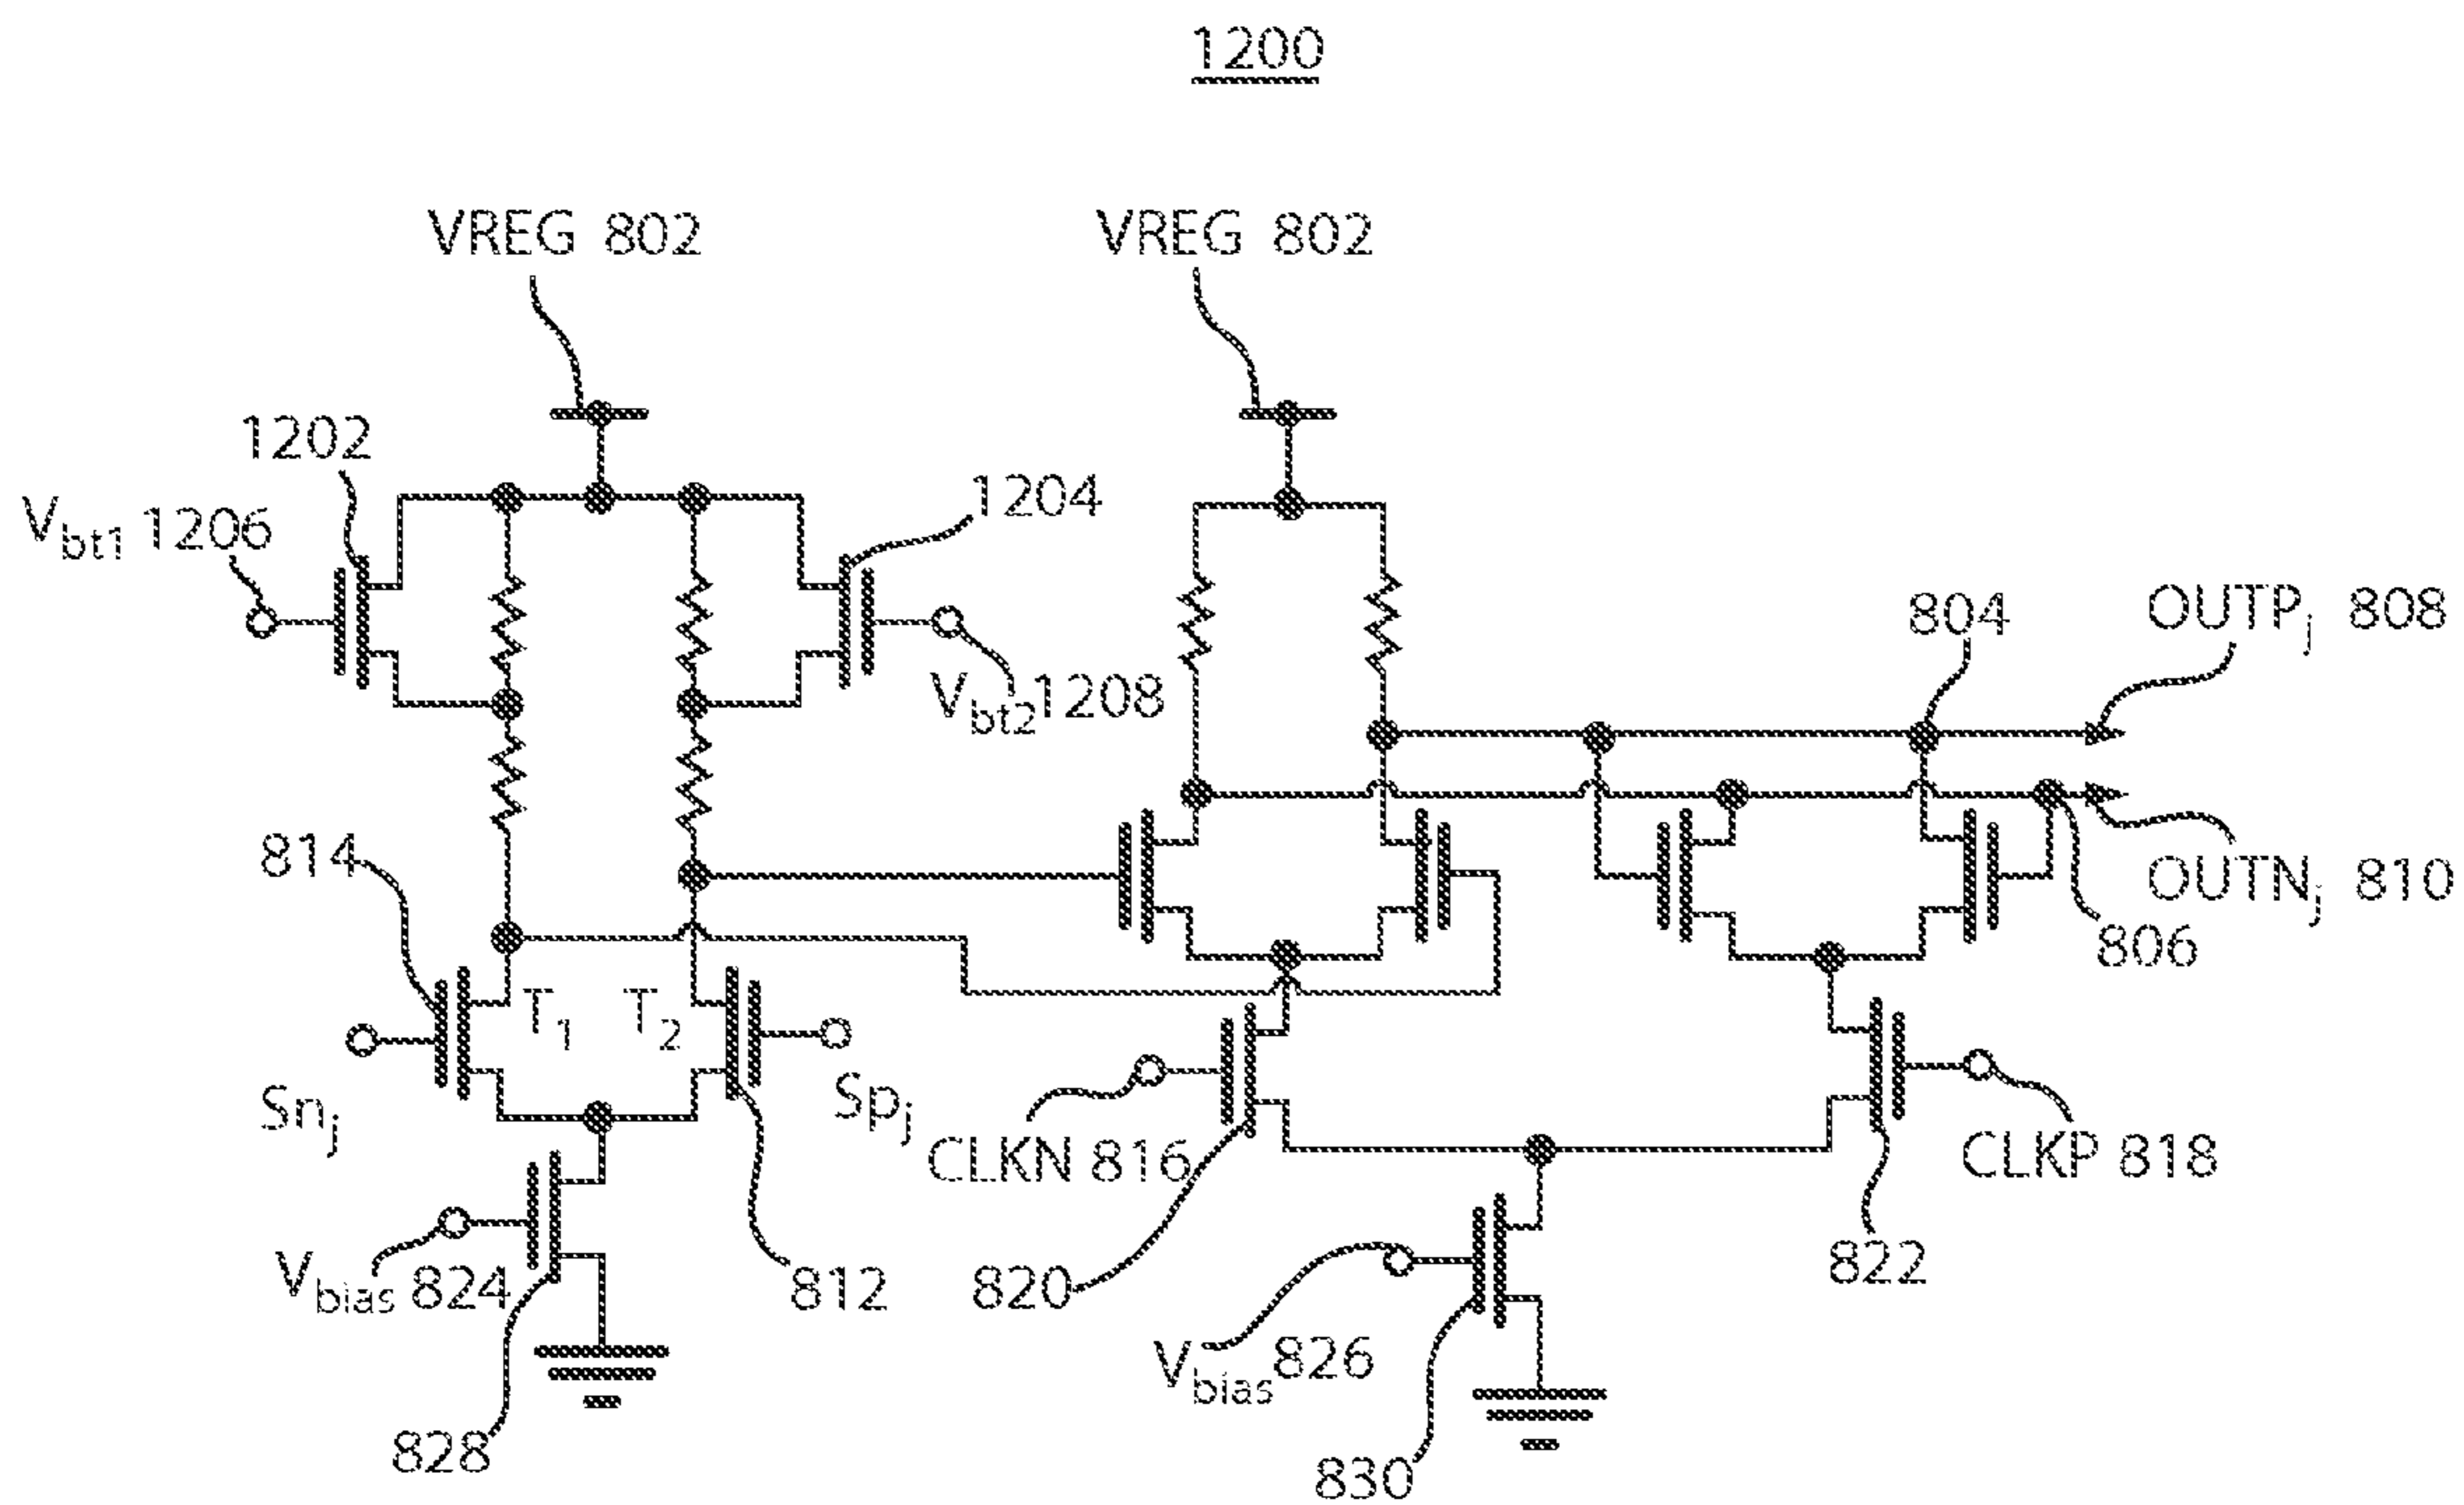 1200
VREG 802
VREG 802
1202
1204
Vbt1 1206
804
OUTPj 808
Vbt2 1208
814
OUTNj 810
806
T1
T2
Snj
Spj
CLKN 816
CLKP 818
Vbias 824
812
820
822
Vbias 826
828
830